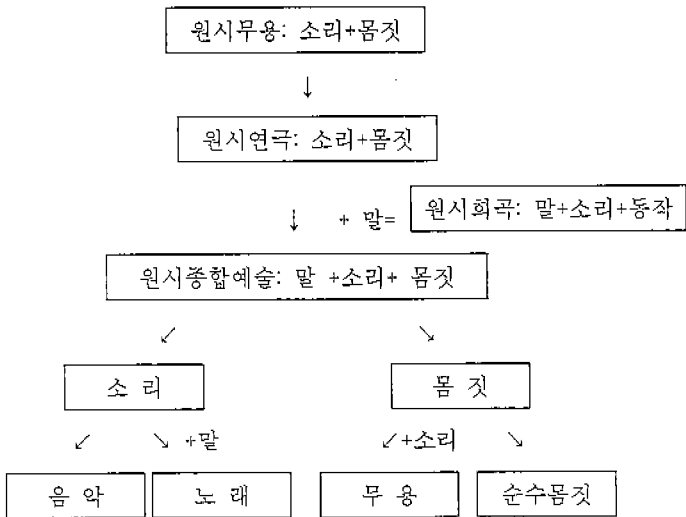 원시무용: 소리+몸짓
↓
원시연극: 소리+몸짓
↓ + 말= 원시희곡: 말+소리+동작
원시종합예술: 말 +소리+ 몸짓
↙ ↘
소 리 몸 짓
↙ ↘ +말 ↙+소리 ↘
음 악 노 래 무 용 순수몸짓